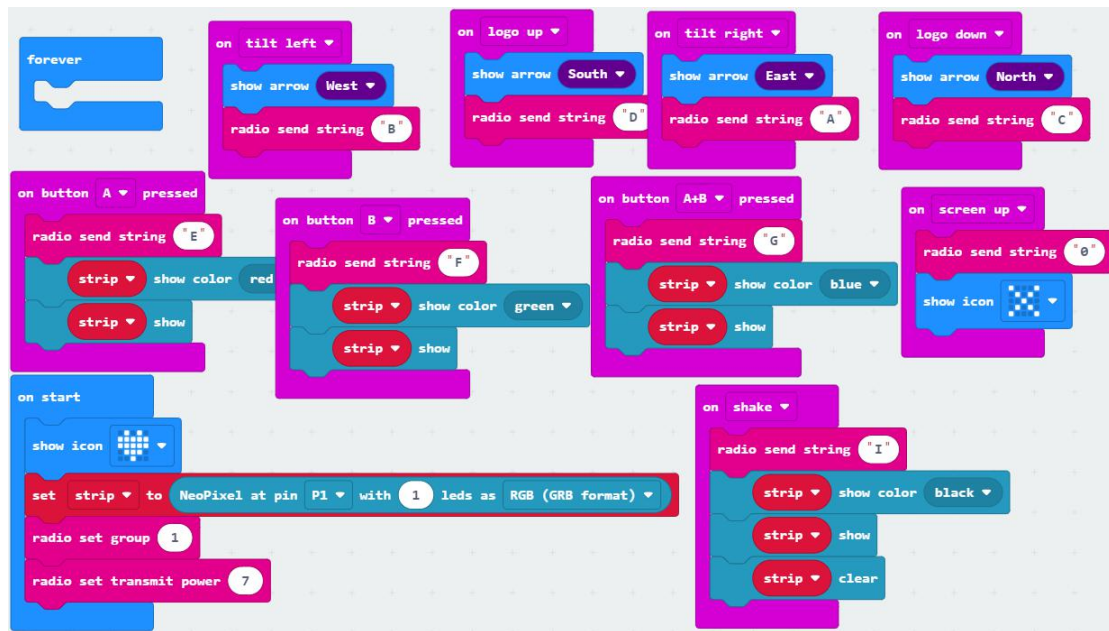 forever
on tilt left
show arrow West
radio send string "B"
on logo up
show arrow South
radio send string "D"
on tilt right
show arrow East
radio send string "A"
on logo down
show arrow North
radio send string "C"
on button A pressed
radio send string "E"
strip show color red
strip show
on button B pressed
radio send string "F"
strip show color green
strip show
on button A+B pressed
radio send string "G"
strip show color blue
strip show
on screen up
radio send string "0"
show icon
on start
show icon
set strip to NeoPixel at pin P1 with 1 leds as RGB (GRB format)
radio set group 1
radio set transmit power 7
on shake
radio send string "I"
strip show color black
strip show
strip clear